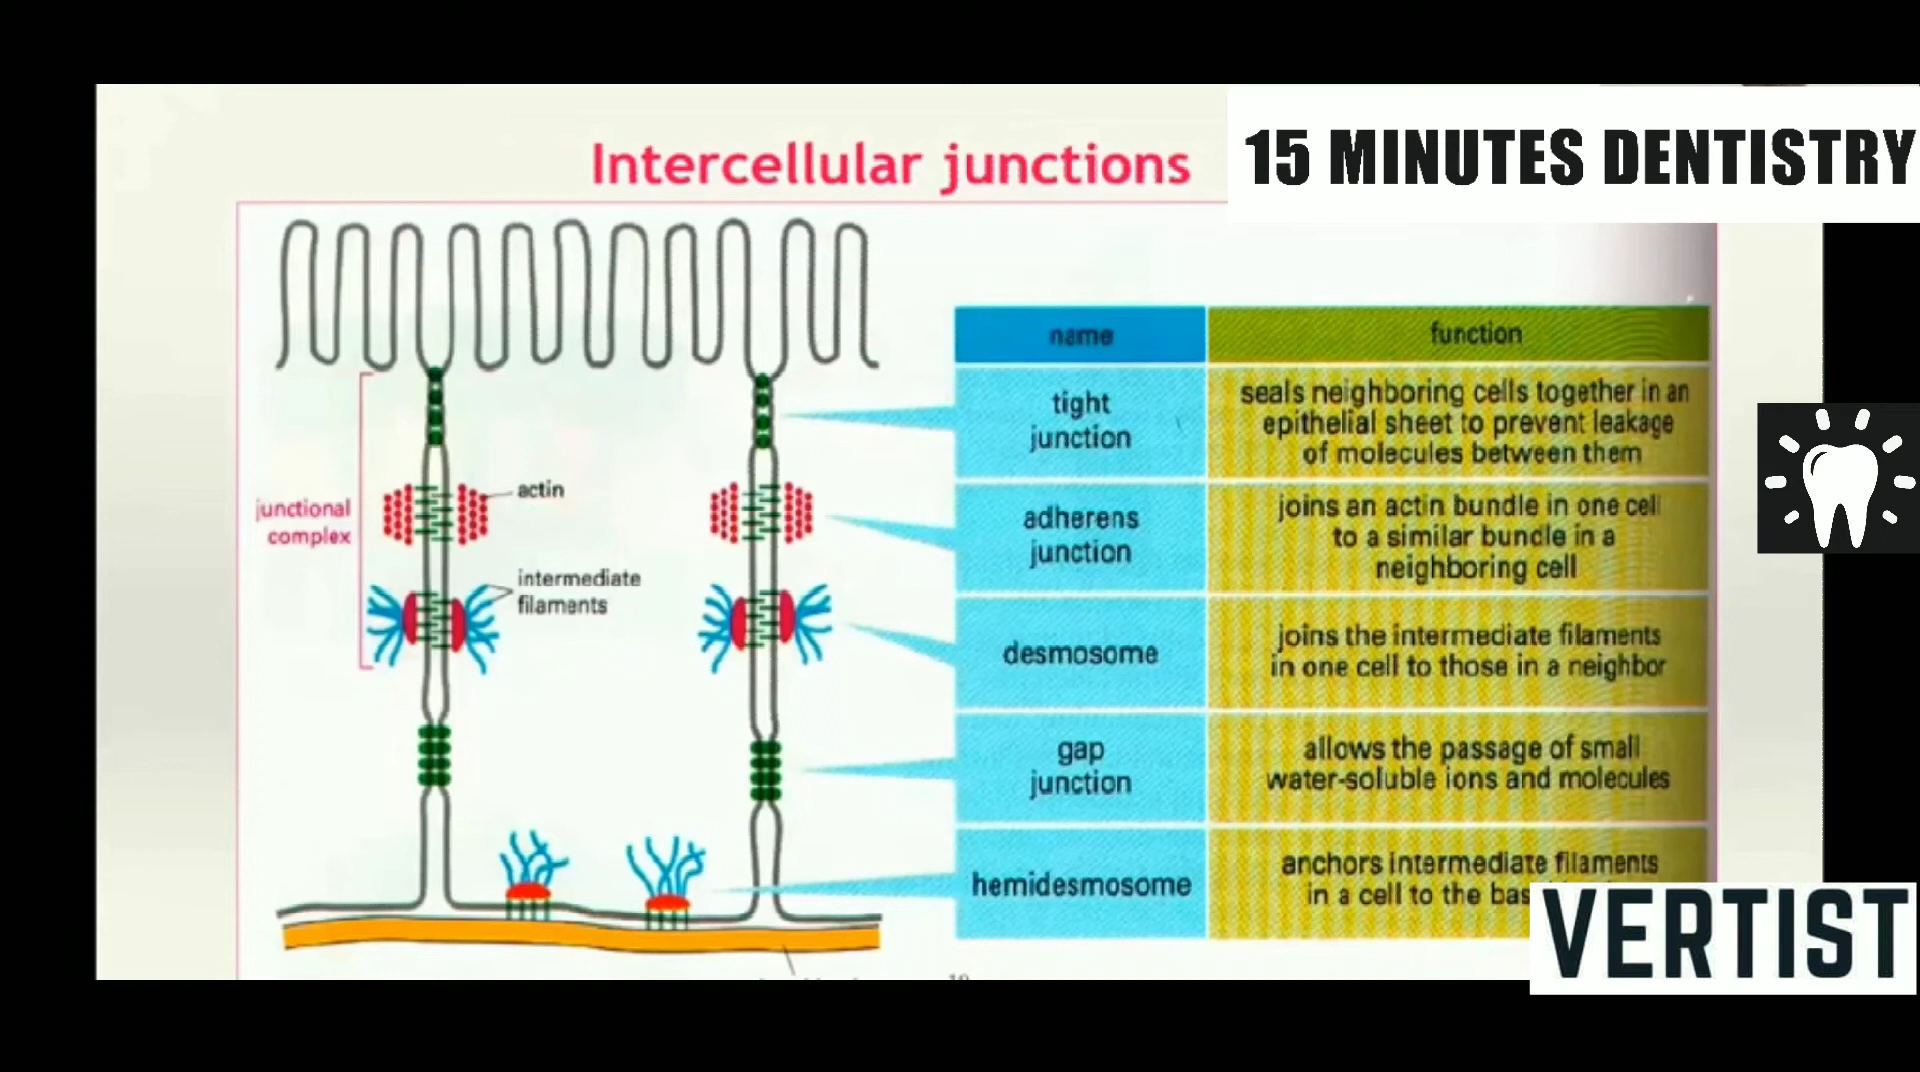 Intercellular junctions
15 MINUTES DENTISTRY
junctional
complex
actin
intermediate
filaments
name
function
tight
junction
seals neighboring cells together in an
epithelial sheet to prevent leakage
of molecules between them
adherens
junction
joins an actin bundle in one cell
to a similar bundle in a
neighboring cell
desmosome
joins the intermediate filaments
in one cell to those in a neighbor
gap
junction
allows the passage of small
water-soluble ions and molecules
hemidesmosome
anchors intermediate filaments
in a cell to the
VERTIST